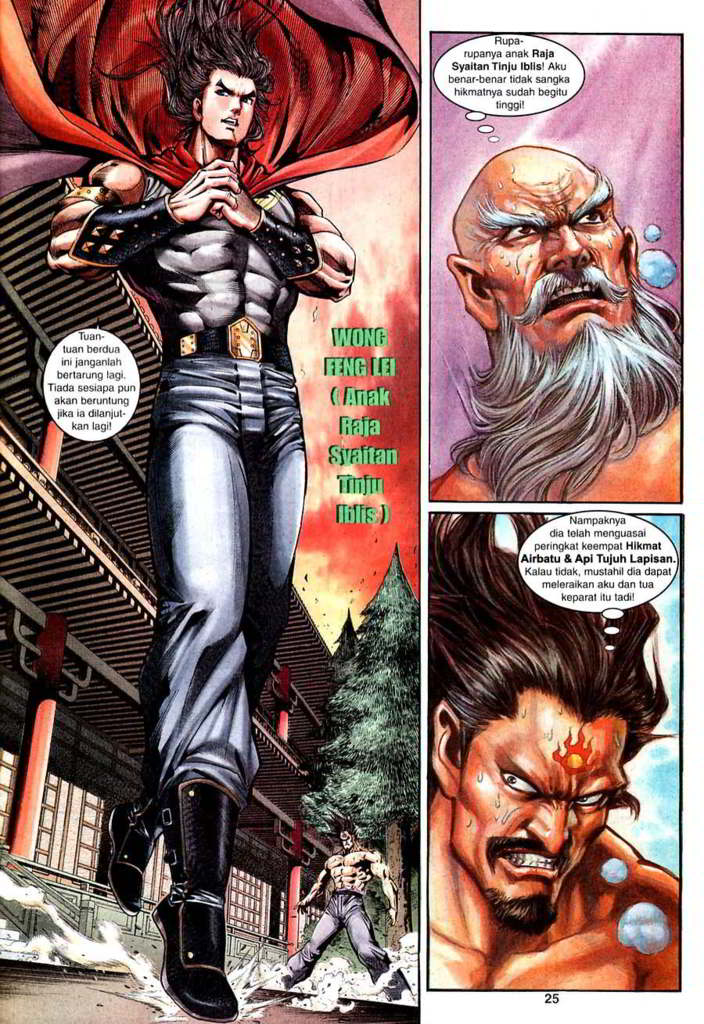 Tuan-
tuan berdua
ini janganlah
bertarung lagi.
Tiada sesiapa pun
akan beruntung
jika ia dilanjut-
kan lagi!
WONG
FENG LEI
( Anak
Raja
Syaitan
Tinju
Iblis )
Rupa-
rupanya anak Raja
Syaitan Tinju Iblis! Aku
benar-benar tidak sangka
hikmatnya sudah begitu
tinggi!
Nampaknya
dia telah menguasai
peringkat keempat Hikmat
Airbatu & Api Tujuh Lapisan.
Kalau tidak, mustahil dia dapat
meleraikan aku dan tua
keparat itu tadi!
25